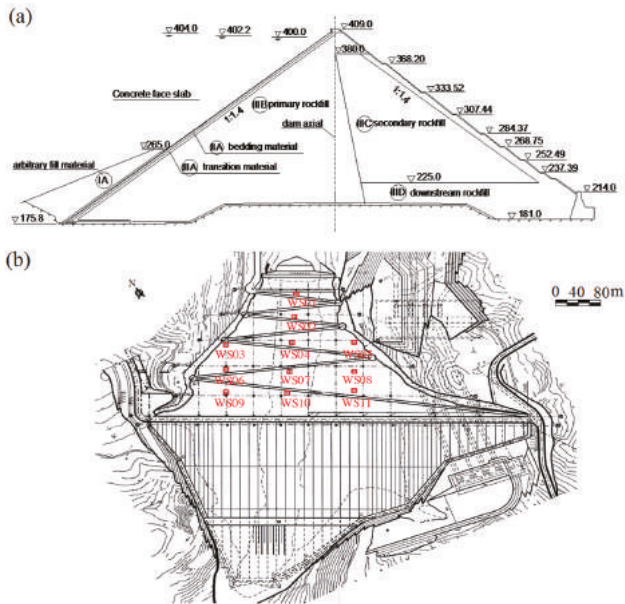 (a)
404.0 402.2 400.0 409.0
380.0 368.20
333.52
307.44
284.37
268.75
252.49
237.39
214.0
Concrete face slab
1:1.4
IIIB primary rockfill
dam axial
1:1.4
IIIC secondary rockfill
265.0
IIA bedding material
arbitrary fill material
IIIA transition material
IA
225.0
IIID downstream rockfill
175.8
181.0
(b)
N
0 40 80m
WS03 WS04
WS06 WS07 WS08
WS09 WS10 WS11